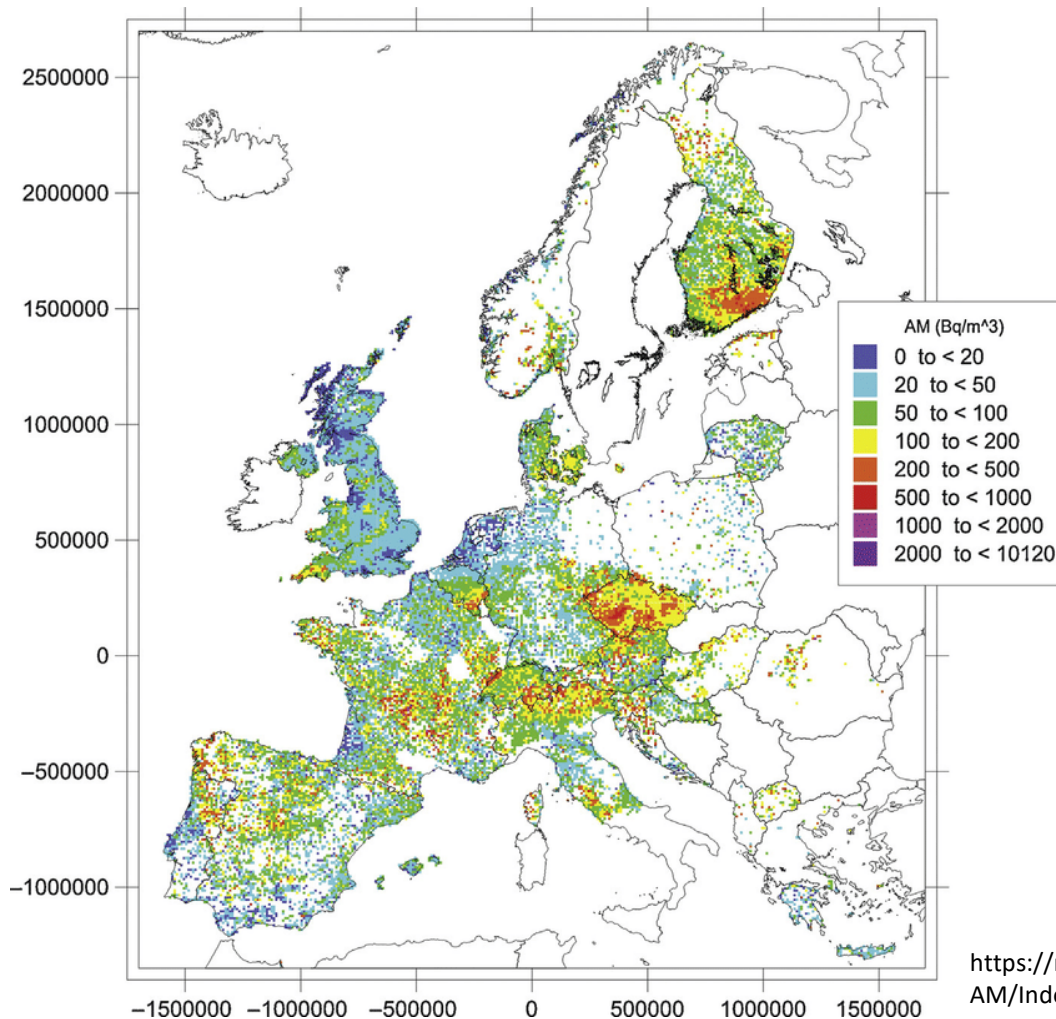 2500000
2000000
1500000
1000000
500000
0
−500000
−1000000
−1500000 −1000000 −500000 0 500000 1000000 1500000
AM (Bq/m^3)
0 to < 20
20 to < 50
50 to < 100
100 to < 200
200 to < 500
500 to < 1000
1000 to < 2000
2000 to < 10120
https://
AM/Inde